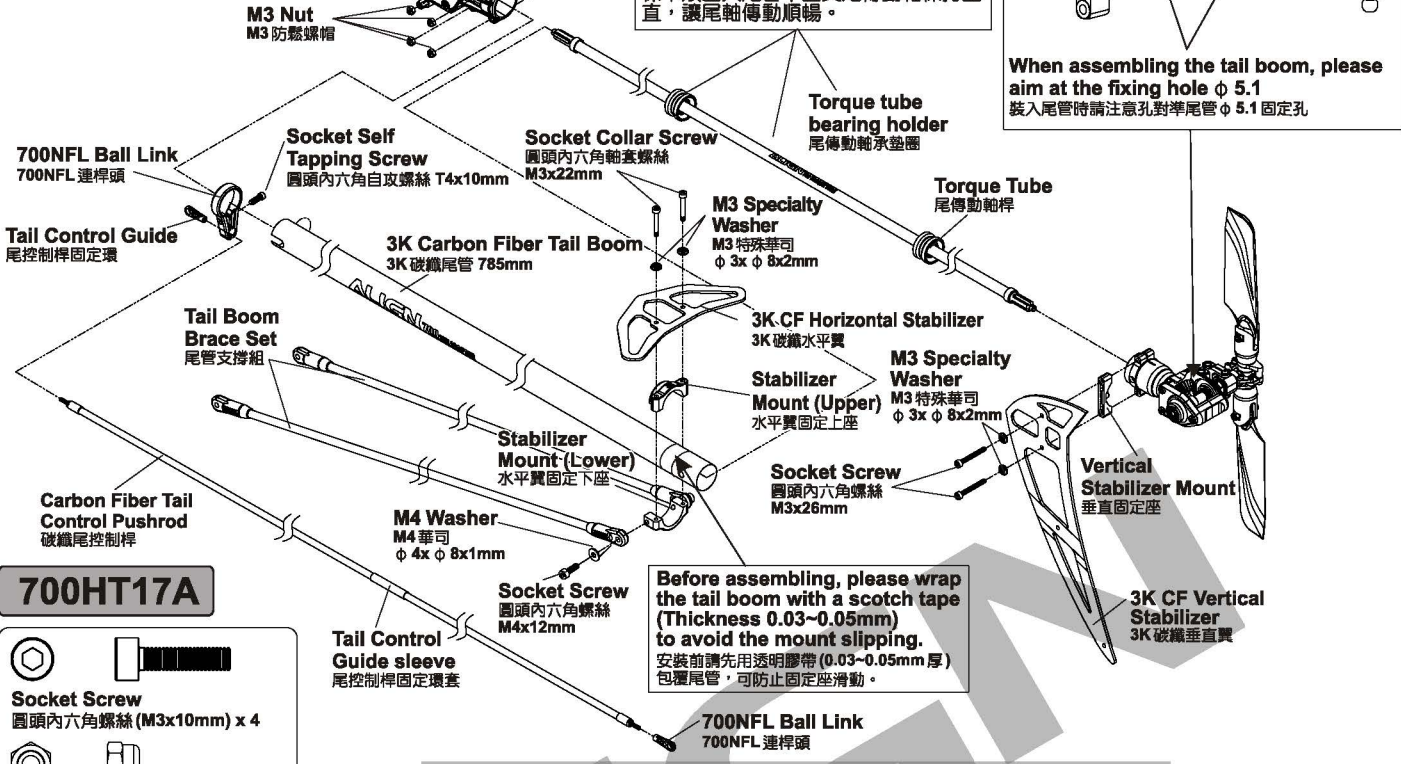 M3 Nut
M3 防鬆螺帽
直，讓尾軸傳動順暢。
When assembling the tail boom, please
aim at the fixing hole ϕ 5.1
裝入尾管時請注意孔對準尾管ϕ 5.1 固定孔
Torque tube
bearing holder
尾傳動軸承墊圈
Socket Collar Screw
圓頭內六角軸套螺絲
M3x22mm
Socket Self
Tapping Screw
圓頭內六角自攻螺絲 T4x10mm
700NFL Ball Link
700NFL 連桿頭
Tail Control Guide
尾控制桿固定環
Torque Tube
尾傳動軸桿
M3 Specialty
Washer
M3 特殊華司
ϕ 3x ϕ 8x2mm
3K Carbon Fiber Tail Boom
3K 碳纖尾管 785mm
ALIGN
Tail Boom
Brace Set
尾管支撐組
3K CF Horizontal Stabilizer
3K 碳纖水平翼
M3 Specialty
Washer
M3 特殊華司
ϕ 3x ϕ 8x2mm
Stabilizer
Mount (Upper)
水平翼固定上座
Stabilizer
Mount (Lower)
水平翼固定下座
Socket Screw
圓頭內六角螺絲
M3x26mm
Vertical
Stabilizer Mount
垂直固定座
Carbon Fiber Tail
Control Pushrod
碳纖尾控制桿
M4 Washer
M4 華司
ϕ 4x ϕ 8x1mm
700HT17A
Socket Screw
圓頭內六角螺絲
M4x12mm
Before assembling, please wrap
the tail boom with a scotch tape
(Thickness 0.03~0.05mm)
to avoid the mount slipping.
安裝前請先用透明膠帶(0.03~0.05mm 厚)
包覆尾管，可防止固定座滑動。
3K CF Vertical
Stabilizer
3K 碳纖垂直翼
Tail Control
Guide sleeve
尾控制桿固定環套
Socket Screw
圓頭內六角螺絲(M3x10mm) x 4
700NFL Ball Link
700NFL 連桿頭